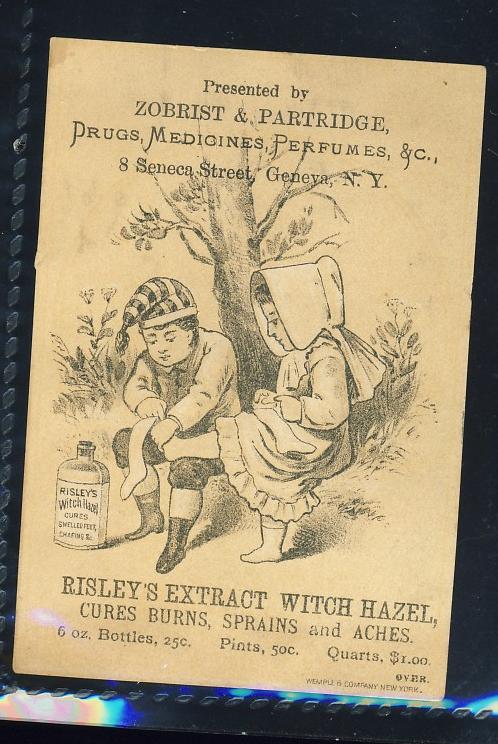 Presented by
ZOBRIST & PARTRIDGE,
DRUGS, MEDICINES, PERFUMES, &C.,
8 Seneca Street, Geneva, N. Y.
RISLEY'S
Witch Hazel
CURES
SWELLED FEET,
CHAFING &c
RISLEY'S EXTRACT WITCH HAZEL,
CURES BURNS, SPRAINS and ACHES.
6 oz. Bottles, 25c. Pints, 50c. Quarts, $1.00.
OVER.
WEMPLE & COMPANY NEW YORK.